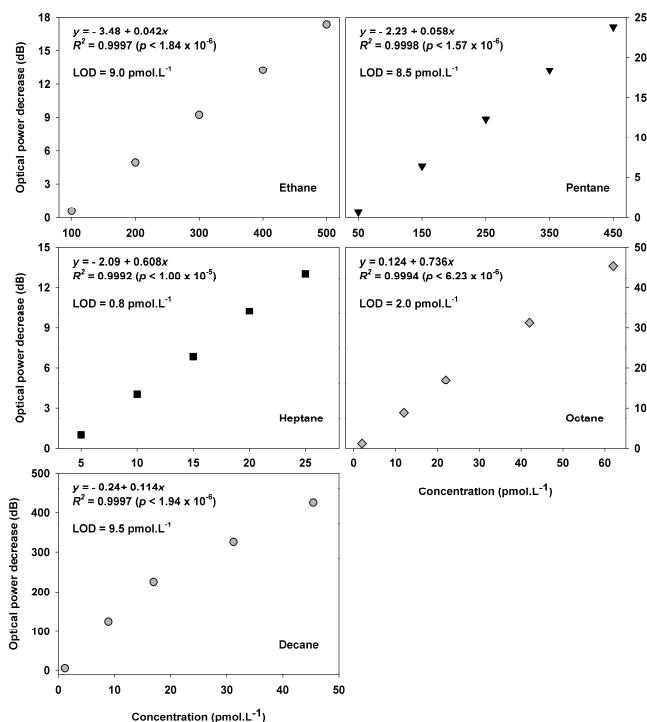 y = - 3.48 + 0.042x
R² = 0.9997 (p < 1.84 x 10⁻⁶)
LOD = 9.0 pmol.L⁻¹
Ethane
Optical power decrease (dB)
18
15
12
9
6
3
0
100 200 300 400 500
y = - 2.23 + 0.058x
R² = 0.9998 (p < 1.57 x 10⁻⁶)
LOD = 8.5 pmol.L⁻¹
Pentane
25
20
15
10
5
0
50 150 250 350 450
y = - 2.09 + 0.608x
R² = 0.9992 (p < 1.00 x 10⁻⁵)
LOD = 0.8 pmol.L⁻¹
Heptane
Optical power decrease (dB)
15
12
9
6
3
0
5 10 15 20 25
y = 0.124 + 0.736x
R² = 0.9994 (p < 6.23 x 10⁻⁶)
LOD = 2.0 pmol.L⁻¹
Octane
50
40
30
20
10
0
0 10 20 30 40 50 60
Concentration (pmol.L⁻¹)
y = - 0.24+ 0.114x
R² = 0.9997 (p < 1.94 x 10⁻⁶)
LOD = 9.5 pmol.L⁻¹
Decane
Optical power decrease (dB)
500
400
300
200
100
0
0 10 20 30 40 50
Concentration (pmol.L⁻¹)